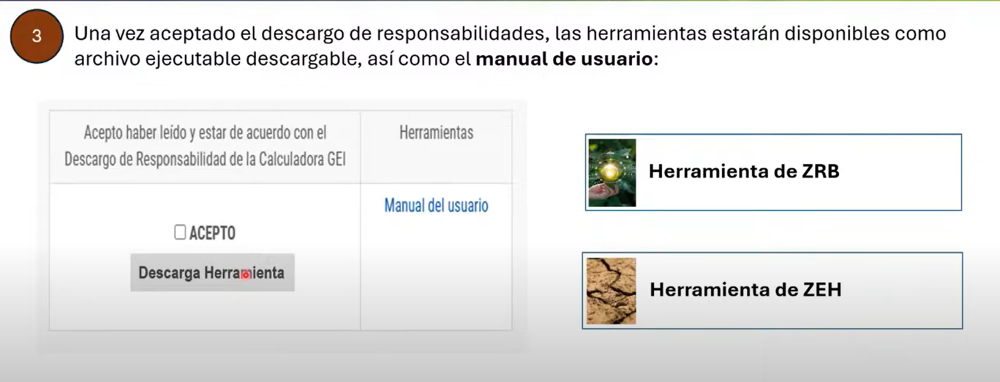 3
Una vez aceptado el descargo de responsabilidades, las herramientas estarán disponibles como
archivo ejecutable descargable, así como el manual de usuario:
Acepto haber leído y estar de acuerdo con el
Descargo de Responsabilidad de la Calculadora GEI
Herramientas
ACEPTO
Descarga Herramienta
Manual del usuario
Herramienta de ZRB
Herramienta de ZEH